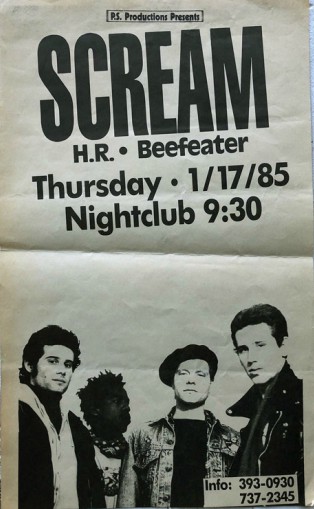 P.S. Productions Presents
SCREAM
H.R. • Beefeater
Thursday • 1/17/85
Nightclub 9:30
Info: 393-0930
737-2345